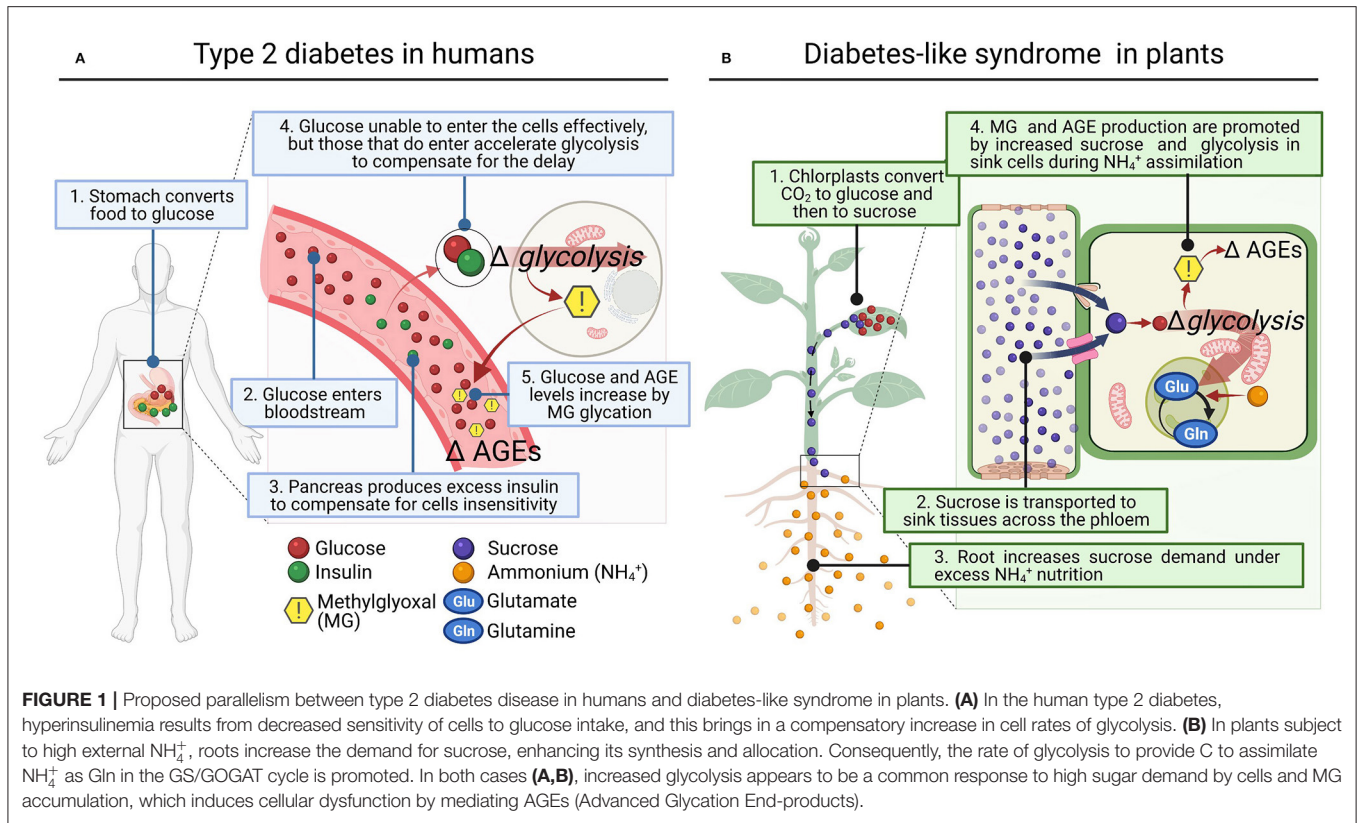 A
Type 2 diabetes in humans
4. Glucose unable to enter the cells effectively,
but those that do enter accelerate glycolysis
to compensate for the delay
1. Stomach converts
food to glucose
Δ glycolysis
!
2. Glucose enters
bloodstream
5. Glucose and AGE
levels increase by
MG glycation
!
!
!
!
Δ AGEs
3. Pancreas produces excess insulin
to compensate for cells insensitivity
Glucose
Insulin
! Methylglyoxal
(MG)
Sucrose
Ammonium (NH₄⁺)
Glu Glutamate
Gln Glutamine
B
Diabetes-like syndrome in plants
4. MG and AGE production are promoted
by increased sucrose and glycolysis in
sink cells during NH₄⁺ assimilation
1. Chlorplasts convert
CO₂ to glucose and
then to sucrose
Δ AGEs
!
Δglycolysis
Glu
Gln
2. Sucrose is transported to
sink tissues across the phloem
3. Root increases sucrose demand under
excess NH₄⁺ nutrition
FIGURE 1 | Proposed parallelism between type 2 diabetes disease in humans and diabetes-like syndrome in plants. (A) In the human type 2 diabetes,
hyperinsulinemia results from decreased sensitivity of cells to glucose intake, and this brings in a compensatory increase in cell rates of glycolysis. (B) In plants subject
to high external NH₄⁺, roots increase the demand for sucrose, enhancing its synthesis and allocation. Consequently, the rate of glycolysis to provide C to assimilate
NH₄⁺ as Gln in the GS/GOGAT cycle is promoted. In both cases (A,B), increased glycolysis appears to be a common response to high sugar demand by cells and MG
accumulation, which induces cellular dysfunction by mediating AGEs (Advanced Glycation End-products).